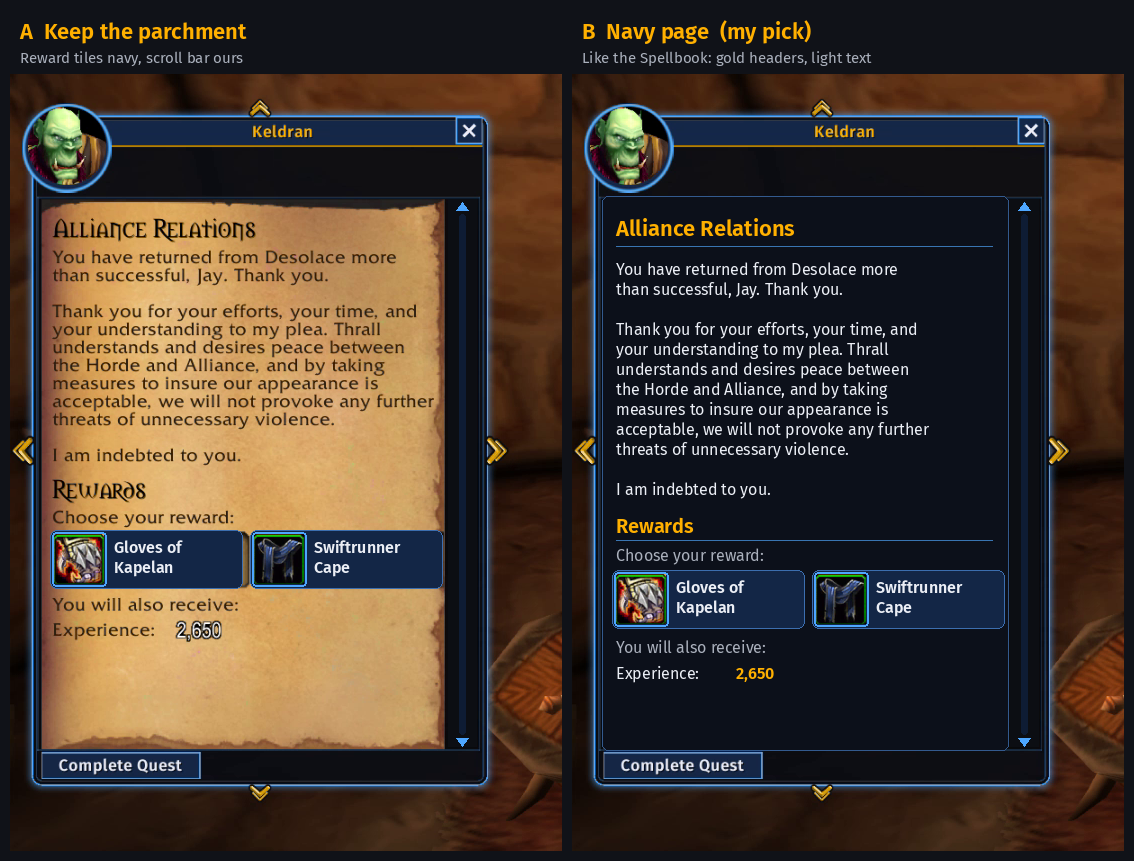 A Keep the parchment
Reward tiles navy, scroll bar ours
Keldran
Alliance Relations
You have returned from Desolace more
than successful, Jay. Thank you.
Thank you for your efforts, your time, and
your understanding to my plea. Thrall
understands and desires peace between
the Horde and Alliance, and by taking
measures to insure our appearance is
acceptable, we will not provoke any further
threats of unnecessary violence.
I am indebted to you.
Rewards
Choose your reward:
Gloves of
Kapelan
Swiftrunner
Cape
You will also receive:
Experience: 2,650
Complete Quest
B Navy page (my pick)
Like the Spellbook: gold headers, light text
Keldran
Alliance Relations
You have returned from Desolace more
than successful, Jay. Thank you.
Thank you for your efforts, your time, and
your understanding to my plea. Thrall
understands and desires peace between
the Horde and Alliance, and by taking
measures to insure our appearance is
acceptable, we will not provoke any further
threats of unnecessary violence.
I am indebted to you.
Rewards
Choose your reward:
Gloves of
Kapelan
Swiftrunner
Cape
You will also receive:
Experience: 2,650
Complete Quest